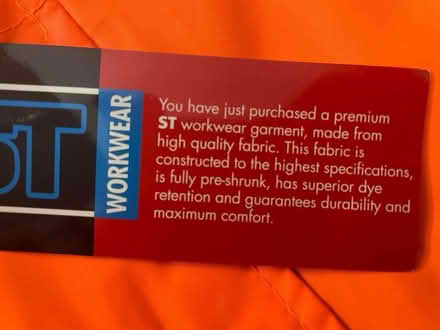 ST
WORKWEAR
You have just purchased a premium
ST workwear garment, made from
high quality fabric. This fabric is
constructed to the highest specifications,
is fully pre-shrunk, has superior dye
retention and guarantees durability and
maximum comfort.